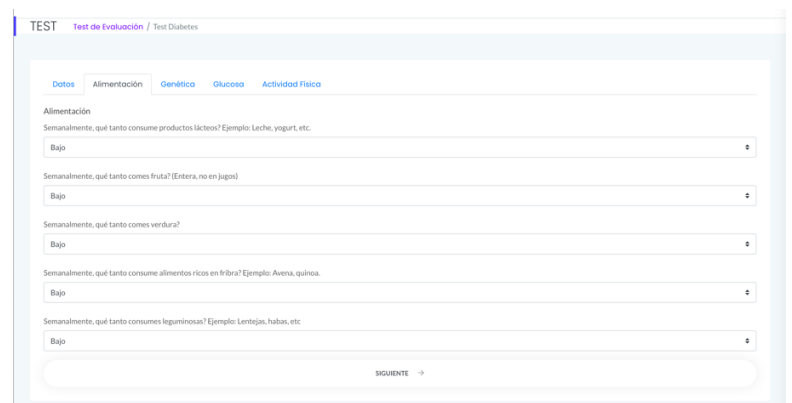 TEST Test de Evaluación / Test Diabetes
Datos Alimentación Genética Glucosa Actividad Física
Alimentación
Semanalmente, qué tanto consume productos lácteos? Ejemplo: Leche, yogurt, etc.
Bajo
Semanalmente, qué tanto comes fruta? (Entera, no en jugos)
Bajo
Semanalmente, qué tanto comes verdura?
Bajo
Semanalmente, qué tanto consume alimentos ricos en fribra? Ejemplo: Avena, quinoa.
Bajo
Semanalmente, qué tanto consumes leguminosas? Ejemplo: Lentejas, habas, etc
Bajo
SIGUIENTE →